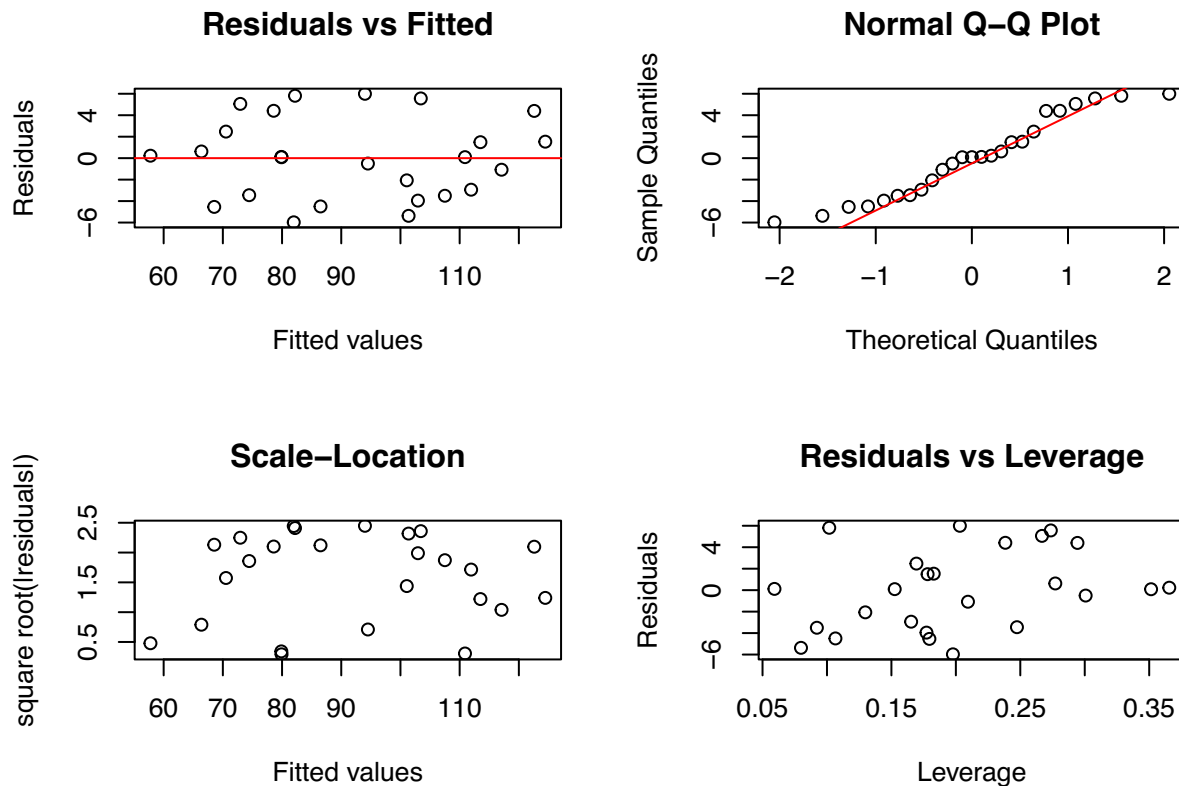 Residuals vs Fitted
Residuals
4
0
−6
60 70 80 90 110
Fitted values
Normal Q−Q Plot
Sample Quantiles
4
0
−6
−2 −1 0 1 2
Theoretical Quantiles
Scale−Location
square root(|residuals|)
2.5
1.5
0.5
60 70 80 90 110
Fitted values
Residuals vs Leverage
Residuals
4
0
−6
0.05 0.15 0.25 0.35
Leverage